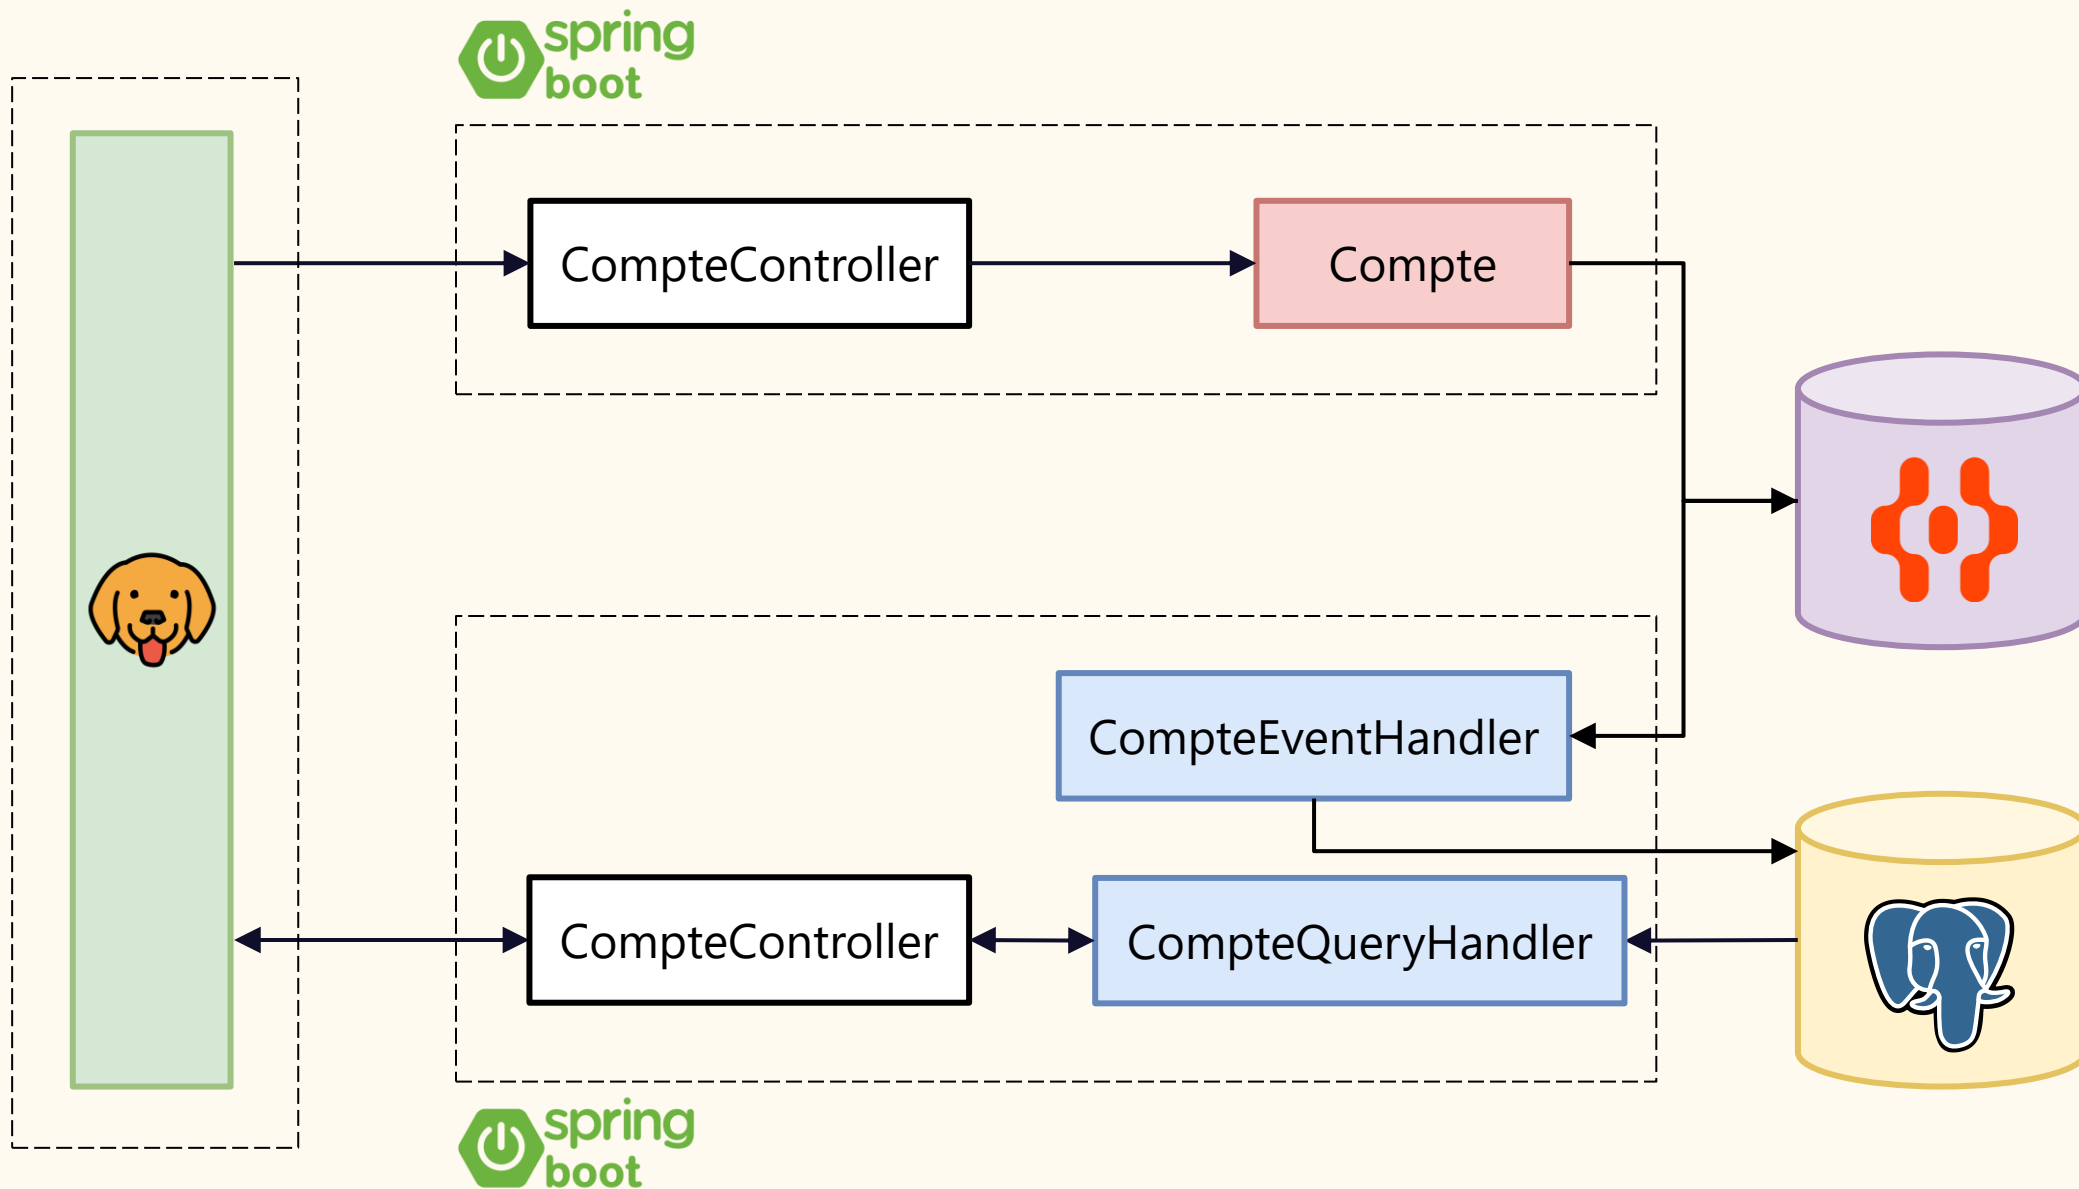 spring
boot
CompteController
Compte
CompteEventHandler
CompteController
CompteQueryHandler
spring
boot